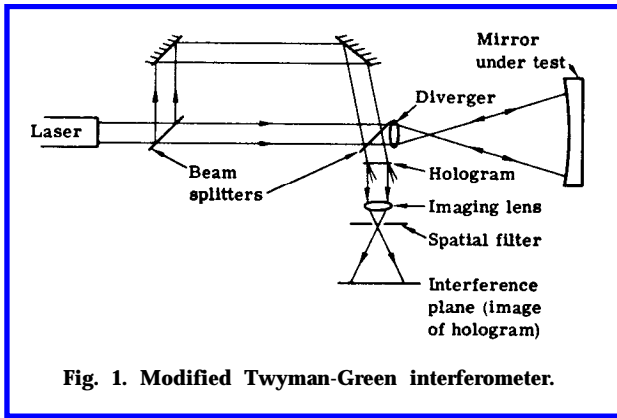 Mirror
under test
Diverger
Laser
Beam
splitters
Hologram
Imaging lens
Spatial filter
Interference
plane (image
of hologram)
Fig. 1. Modified Twyman-Green interferometer.